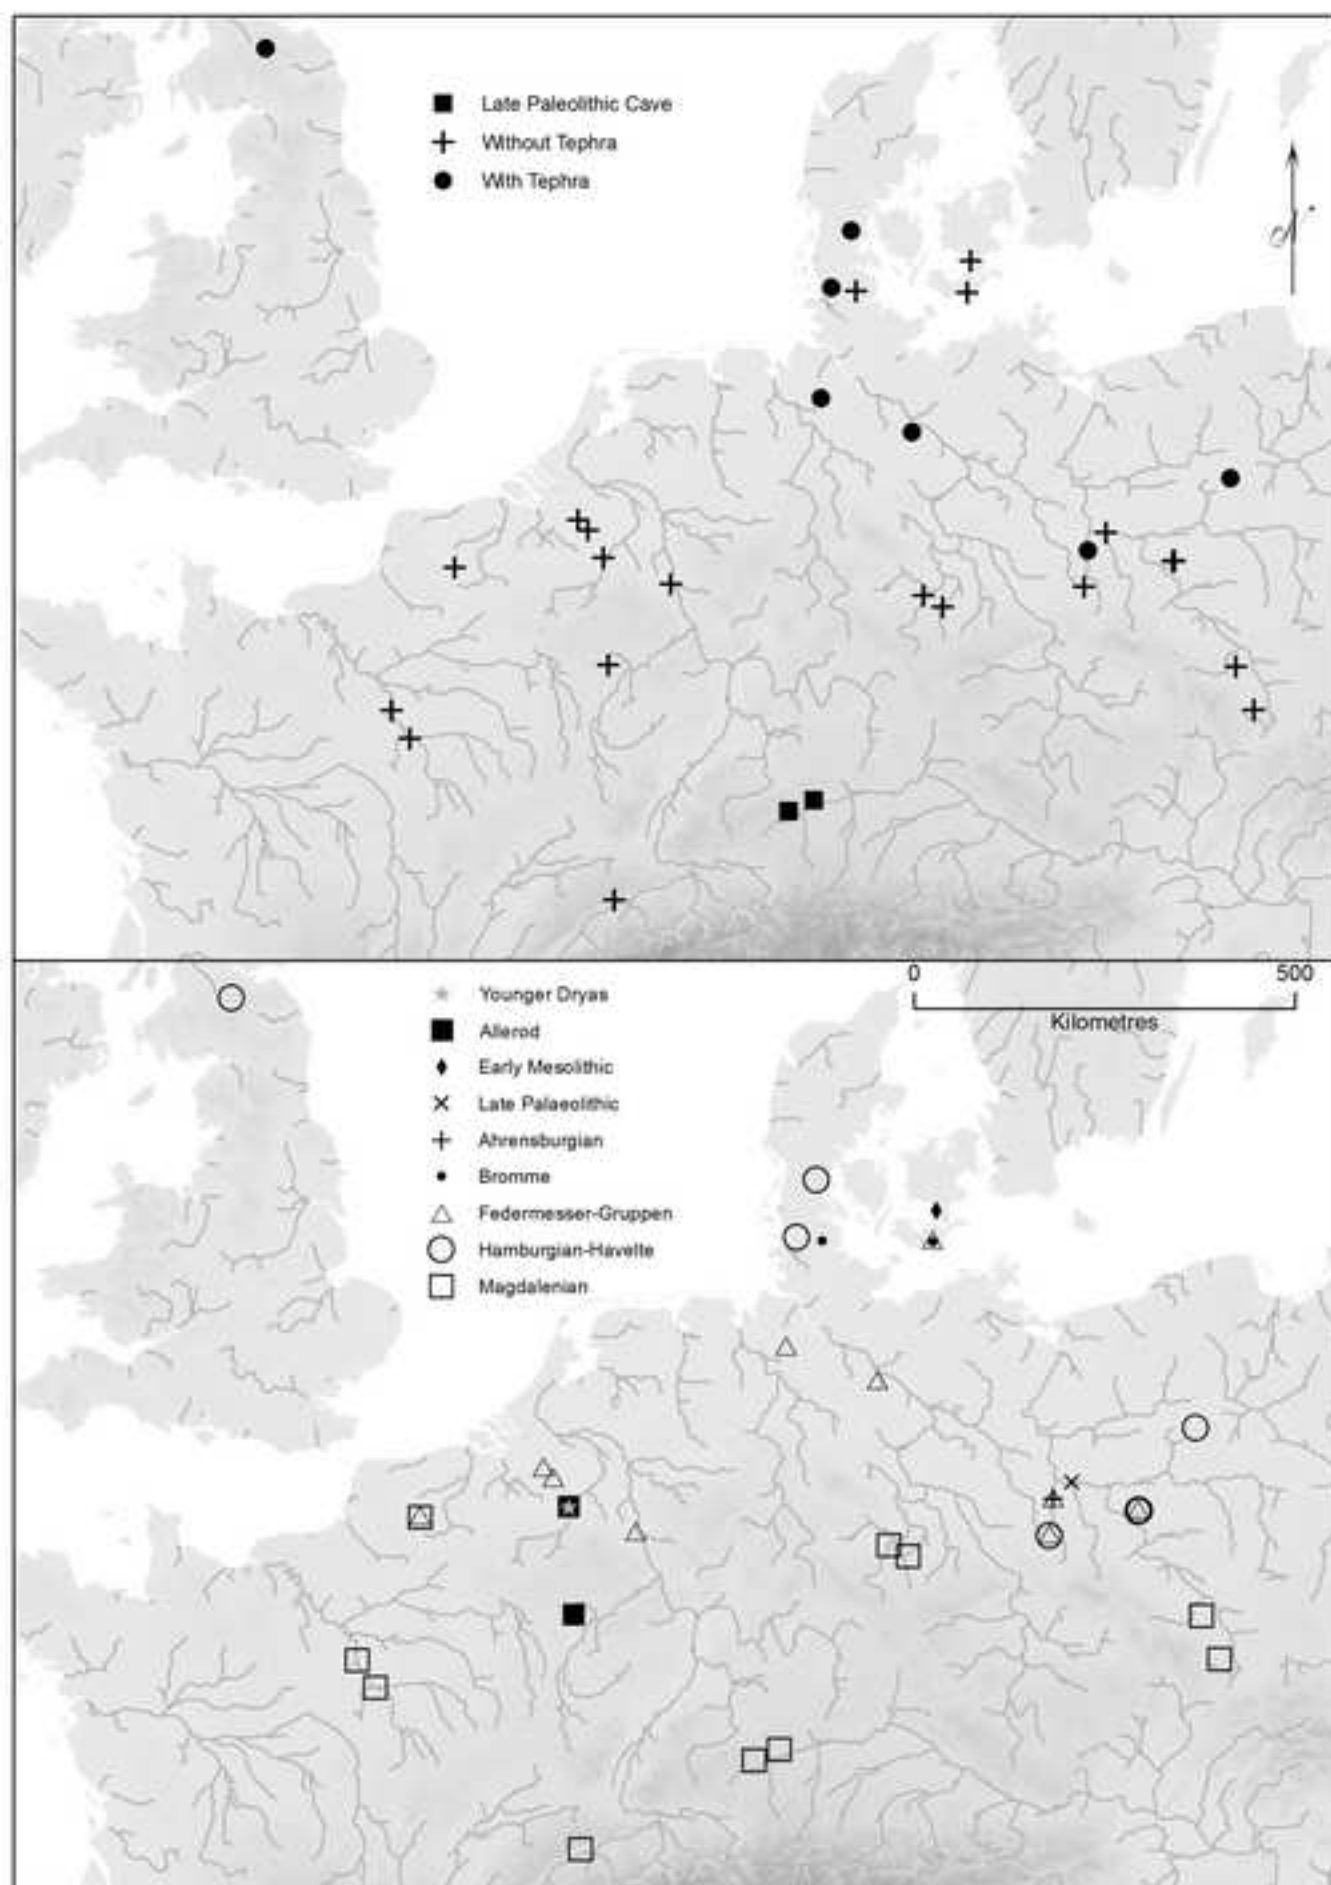 Late Paleolithic Cave
Without Tephra
With Tephra
N
0 500
Kilometres
Younger Dryas
Allerod
Early Mesolithic
Late Palaeolithic
Ahrensburgian
Bromme
Federmesser-Gruppen
Hamburgian-Havelte
Magdalenian